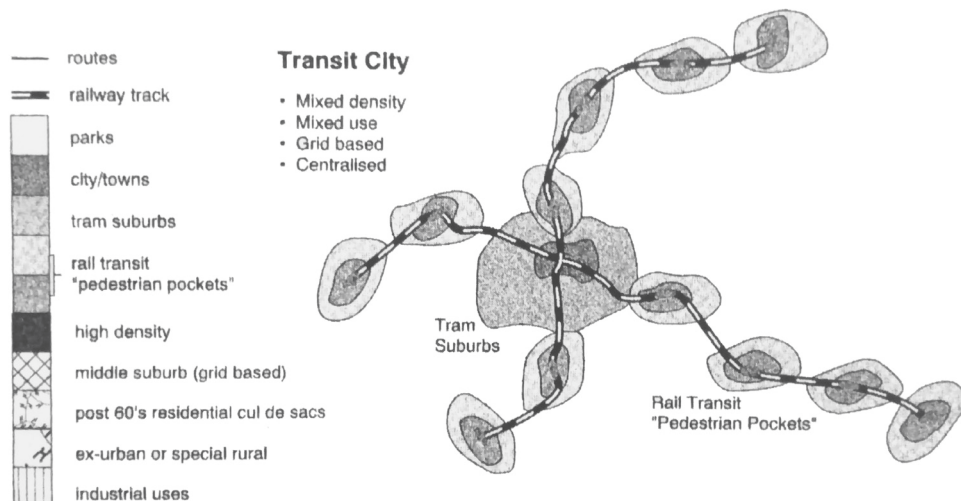 routes
railway track
parks
city/towns
tram suburbs
rail transit
"pedestrian pockets"
high density
middle suburb (grid based)
post 60's residential cul de sacs
ex-urban or special rural
industrial uses
Transit City
• Mixed density
• Mixed use
• Grid based
• Centralised
Tram
Suburbs
Rail Transit
"Pedestrian Pockets"